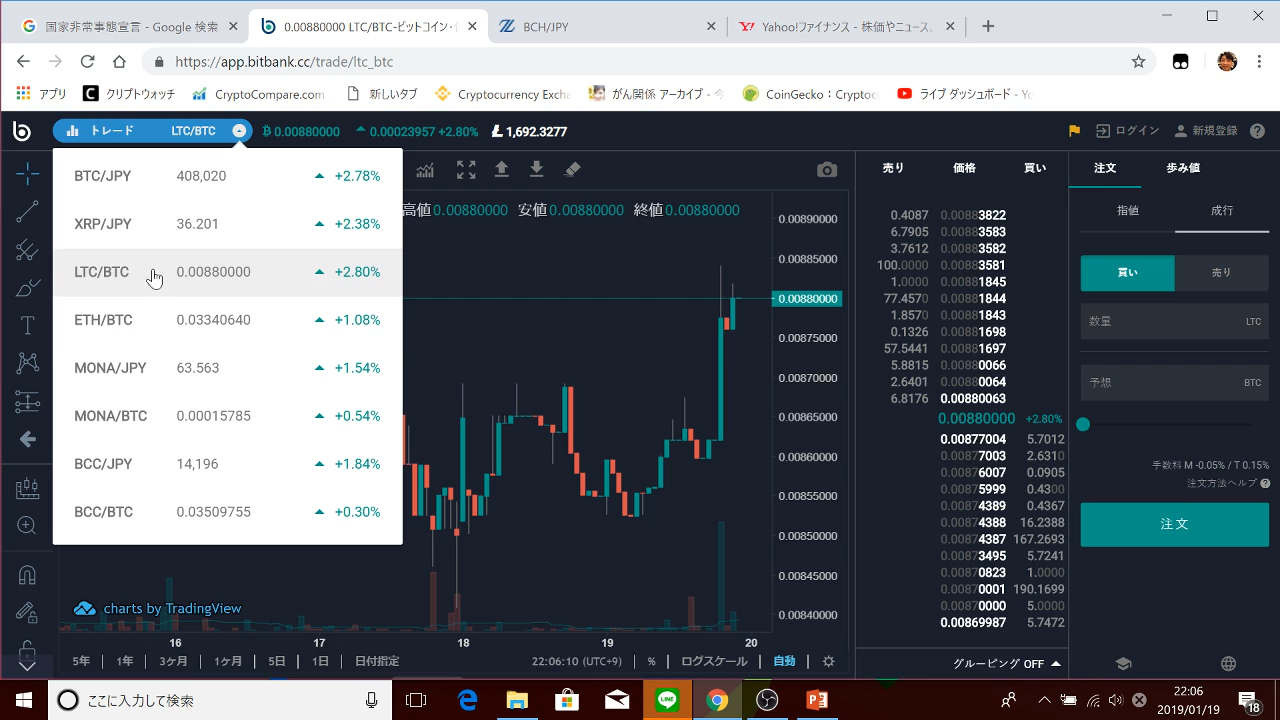 国家非常事態宣言 - Google 検索
0.00880000 LTC/BTC-ビットコイン・
BCH/JPY
Yahoo!ファイナンス - 株価やニュース、
https://app.bitbank.cc/trade/ltc_btc
アプリ
クリプトウォッチ
CryptoCompare.com
新しいタブ
Cryptocurrency Excha
がん関係 アーカイブ -
CoinGecko：Cryptoc
ライブ ダッシュボード - Yo
トレード LTC/BTC
0.00880000
0.00023957 +2.80%
1,692.3277
ログイン
新規登録
BTC/JPY 408,020 +2.78%
XRP/JPY 36.201 +2.38%
LTC/BTC 0.00880000 +2.80%
ETH/BTC 0.03340640 +1.08%
MONA/JPY 63.563 +1.54%
MONA/BTC 0.00015785 +0.54%
BCC/JPY 14,196 +1.84%
BCC/BTC 0.03509755 +0.30%
高値0.00880000 安値0.00880000 終値0.00880000
0.00890000
0.00885000
0.00880000
0.00875000
0.00870000
0.00865000
0.00860000
0.00855000
0.00850000
0.00845000
0.00840000
charts by TradingView
16 17 18 19 20
5年 1年 3ヶ月 1ヶ月 5日 1日 日付指定
22:06:10 (UTC+9) % ログスケール 自動
売り 価格 買い
0.4087 0.00883822
6.7905 0.00883583
3.7612 0.00883582
100.0000 0.00883581
1.0000 0.00881845
77.4570 0.00881844
1.8570 0.00881843
0.1326 0.00881698
57.5441 0.00881697
5.8815 0.00880066
2.6401 0.00880064
6.8176 0.00880063
0.00880000 +2.80%
0.00877004 5.7012
0.00877003 2.6310
0.00876007 0.0905
0.00875999 0.4300
0.00874389 0.4367
0.00874388 16.2388
0.00874387 167.2693
0.00873495 5.7241
0.00870823 1.0000
0.00870001 190.1699
0.00870000 5.0000
0.00869987 5.7472
グルーピング OFF
注文 歩み値
指値 成行
買い 売り
数量 LTC
予想 BTC
手数料 M -0.05% / T 0.15%
注文方法ヘルプ
注文
ここに入力して検索
LINE
22:06
2019/01/19
18